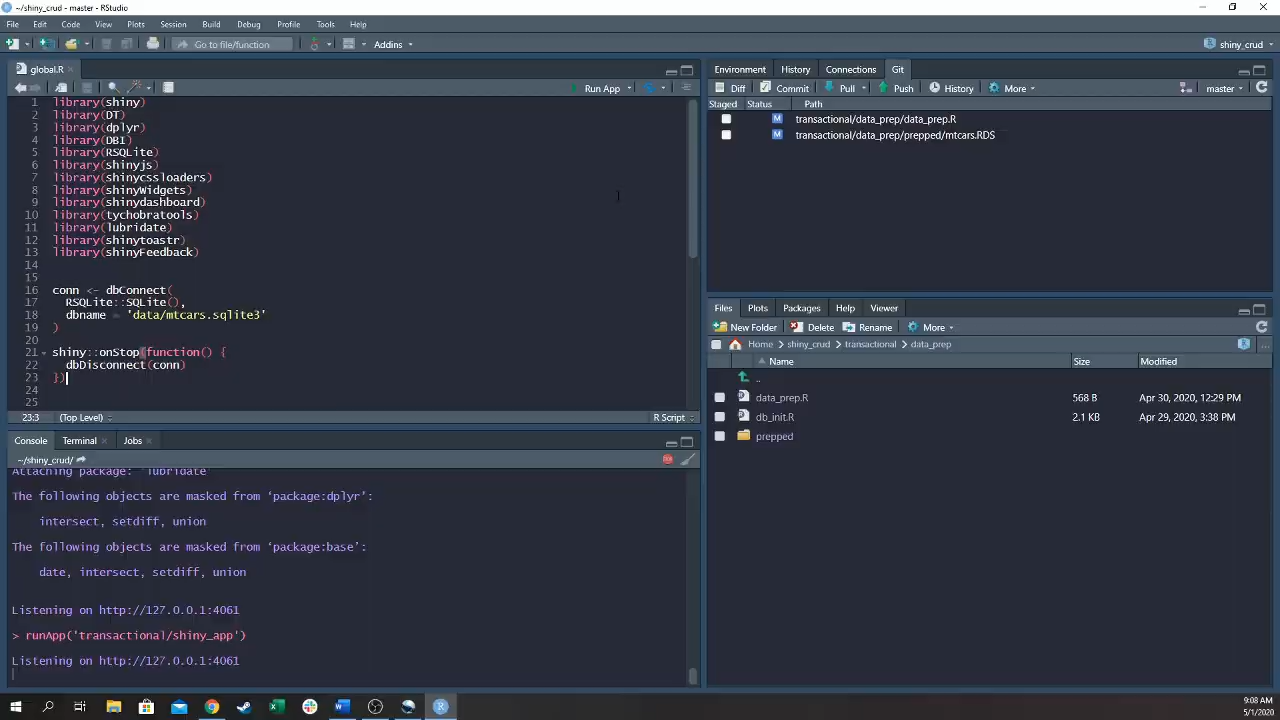 ~/shiny_crud - master - RStudio
File Edit Code View Plots Session Build Debug Profile Tools Help
Go to file/function Addins shiny_crud
global.R
Run App
1 library(shiny)
2 library(DT)
3 library(dplyr)
4 library(DBI)
5 library(RSQLite)
6 library(shinyjs)
7 library(shinycssloaders)
8 library(shinyWidgets)
9 library(shinydashboard)
10 library(tychobratools)
11 library(lubridate)
12 library(shinytoastr)
13 library(shinyFeedback)
14
15
16 conn <- dbConnect(
17 RSQLite::SQLite(),
18 dbname = 'data/mtcars.sqlite3'
19 )
20
21 shiny::onStop(function() {
22 dbDisconnect(conn)
23 })
24
25
23:3 (Top Level) R Script
Console Terminal Jobs
~/shiny_crud/
Attaching package: 'lubridate'
The following objects are masked from ‘package:dplyr’:
intersect, setdiff, union
The following objects are masked from ‘package:base’:
date, intersect, setdiff, union
Listening on http://127.0.0.1:4061
> runApp('transactional/shiny_app')
Listening on http://127.0.0.1:4061
Environment History Connections Git
Diff Commit Pull Push History More master
Staged Status Path
M transactional/data_prep/data_prep.R
M transactional/data_prep/prepped/mtcars.RDS
Files Plots Packages Help Viewer
New Folder Delete Rename More
Home shiny_crud transactional data_prep ...
Name Size Modified
..
data_prep.R 568 B Apr 30, 2020, 12:29 PM
db_init.R 2.1 KB Apr 29, 2020, 3:38 PM
prepped
9:08 AM
5/1/2020